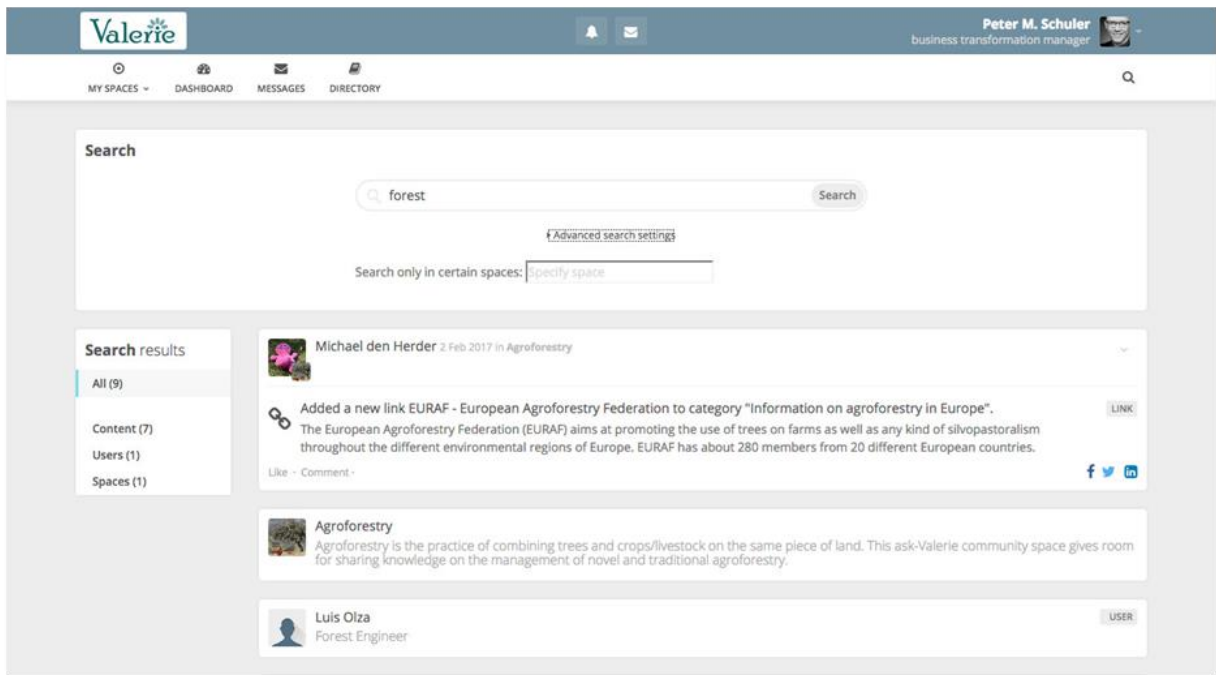 Valerie
Peter M. Schuler
business transformation manager
MY SPACES
DASHBOARD
MESSAGES
DIRECTORY
Search
forest
Search
Advanced search settings
Search only in certain spaces: Specify space
Search results
All (9)
Content (7)
Users (1)
Spaces (1)
Michael den Herder 2 Feb 2017 in Agroforestry
Added a new link EURAF - European Agroforestry Federation to category "Information on agroforestry in Europe".
LINK
The European Agroforestry Federation (EURAF) aims at promoting the use of trees on farms as well as any kind of silvopastoralism
throughout the different environmental regions of Europe. EURAF has about 280 members from 20 different European countries.
Like · Comment ·
Agroforestry
Agroforestry is the practice of combining trees and crops/livestock on the same piece of land. This ask-Valerie community space gives room
for sharing knowledge on the management of novel and traditional agroforestry.
Luis Olza
USER
Forest Engineer